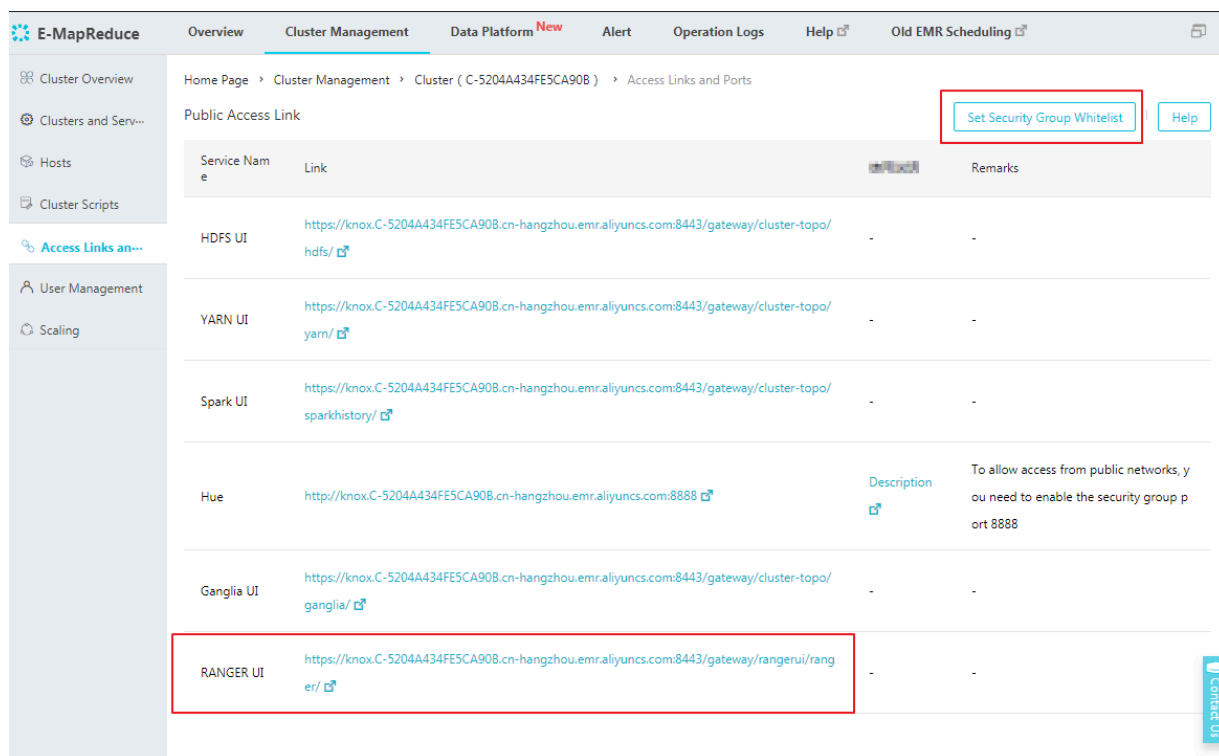 E-MapReduce
Overview Cluster Management Data Platform New Alert Operation Logs Help Old EMR Scheduling
Cluster Overview
Clusters and Serv···
Hosts
Cluster Scripts
Access Links an···
User Management
Scaling
Home Page > Cluster Management > Cluster ( C-5204A434FE5CA90B ) > Access Links and Ports
Public Access Link
Set Security Group Whitelist
Help
Service Nam
e
Link
Remarks
HDFS UI
https://knox.C-5204A434FE5CA90B.cn-hangzhou.emr.aliyuncs.com:8443/gateway/cluster-topo/
hdfs/
-
-
YARN UI
https://knox.C-5204A434FE5CA90B.cn-hangzhou.emr.aliyuncs.com:8443/gateway/cluster-topo/
yarn/
-
-
Spark UI
https://knox.C-5204A434FE5CA90B.cn-hangzhou.emr.aliyuncs.com:8443/gateway/cluster-topo/
sparkhistory/
-
-
Hue
http://knox.C-5204A434FE5CA90B.cn-hangzhou.emr.aliyuncs.com:8888
Description
To allow access from public networks, y
ou need to enable the security group p
ort 8888
Ganglia UI
https://knox.C-5204A434FE5CA90B.cn-hangzhou.emr.aliyuncs.com:8443/gateway/cluster-topo/
ganglia/
-
-
RANGER UI
https://knox.C-5204A434FE5CA90B.cn-hangzhou.emr.aliyuncs.com:8443/gateway/rangerui/rang
er/
-
-
Contact Us